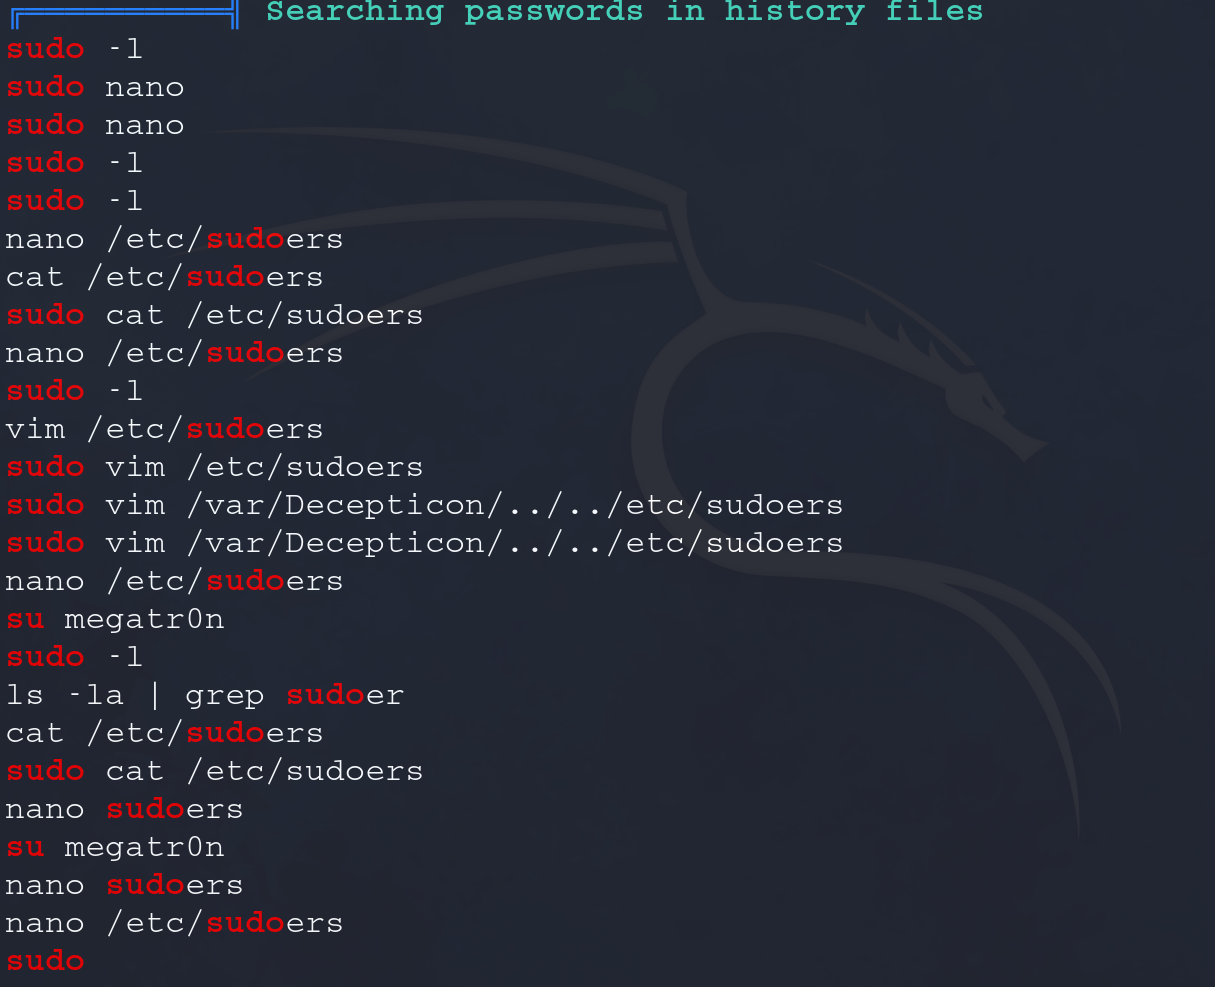 Searching passwords in history files
sudo -l
sudo nano
sudo nano
sudo -l
sudo -l
nano /etc/sudoers
cat /etc/sudoers
sudo cat /etc/sudoers
nano /etc/sudoers
sudo -l
vim /etc/sudoers
sudo vim /etc/sudoers
sudo vim /var/Decepticon/../../etc/sudoers
sudo vim /var/Decepticon/../../etc/sudoers
nano /etc/sudoers
su megatr0n
sudo -l
ls -la | grep sudoer
cat /etc/sudoers
sudo cat /etc/sudoers
nano sudoers
su megatr0n
nano sudoers
nano /etc/sudoers
sudo